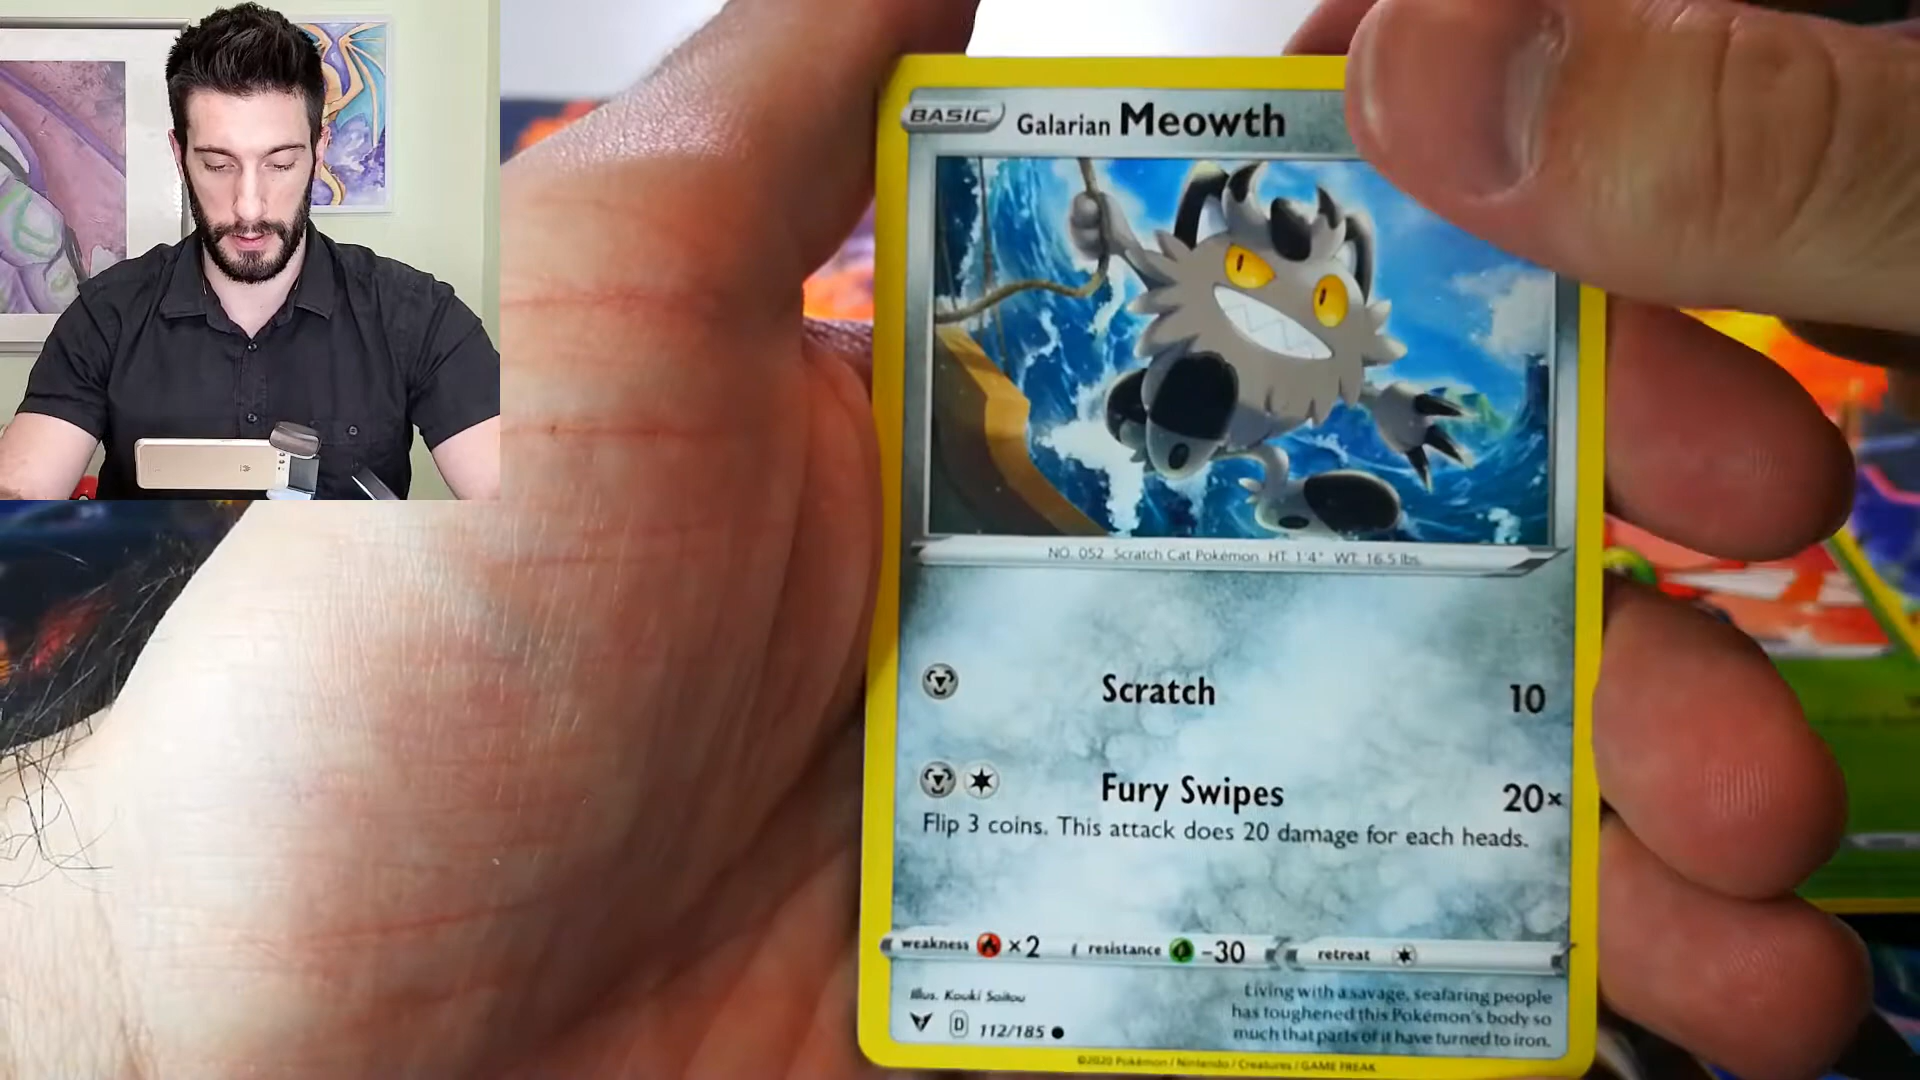 BASIC Galarian Meowth
NO. 052 Scratch Cat Pokémon HT: 1'4" WT: 16.5 lbs.
Scratch 10
Fury Swipes 20×
Flip 3 coins. This attack does 20 damage for each heads.
weakness ×2 resistance -30 retreat
Illus. Kouki Saitou
D 112/185
Living with a savage, seafaring people
has toughened this Pokémon's body so
much that parts of it have turned to iron.
©2020 Pokémon / Nintendo / Creatures / GAME FREAK